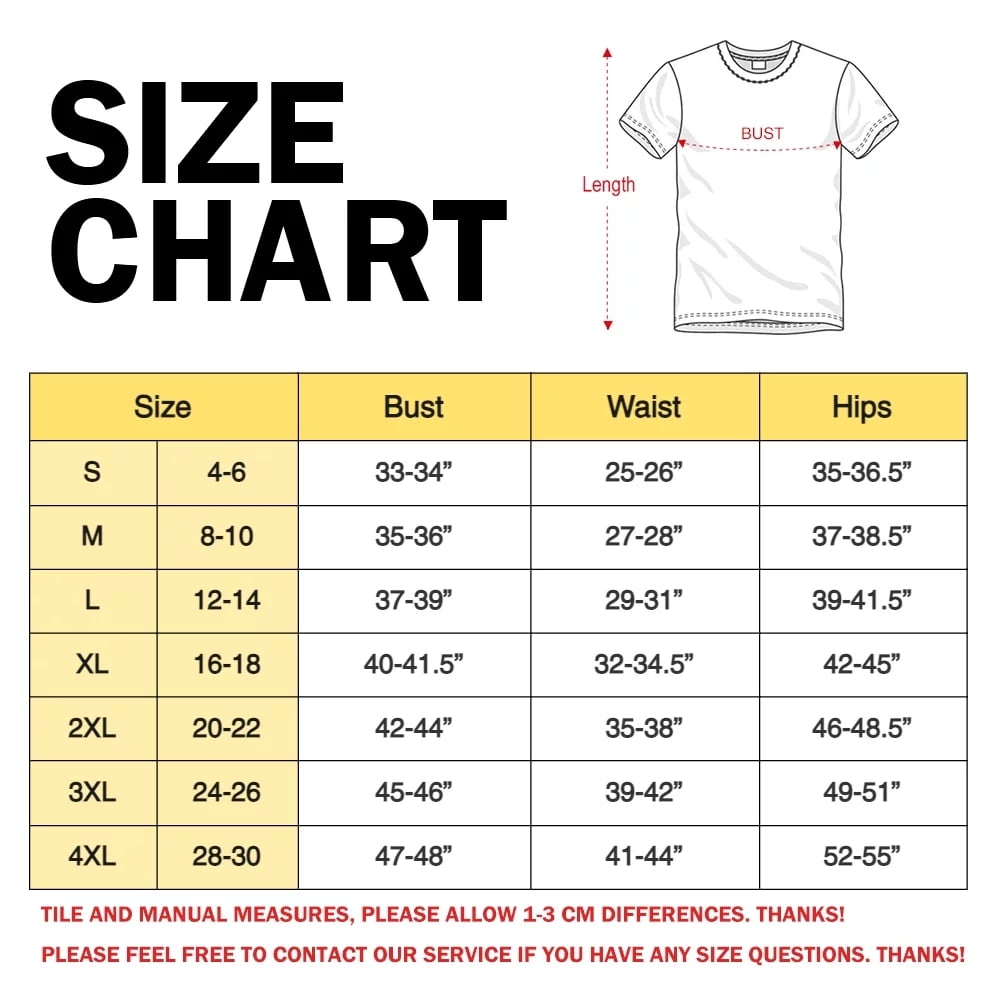 SIZE
CHART
BUST
Length
Size Bust Waist Hips
S 4-6 33-34” 25-26” 35-36.5”
M 8-10 35-36” 27-28” 37-38.5”
L 12-14 37-39” 29-31” 39-41.5”
XL 16-18 40-41.5” 32-34.5” 42-45”
2XL 20-22 42-44” 35-38” 46-48.5”
3XL 24-26 45-46” 39-42” 49-51”
4XL 28-30 47-48” 41-44” 52-55”
TILE AND MANUAL MEASURES, PLEASE ALLOW 1-3 CM DIFFERENCES. THANKS!
PLEASE FEEL FREE TO CONTACT OUR SERVICE IF YOU HAVE ANY SIZE QUESTIONS. THANKS!